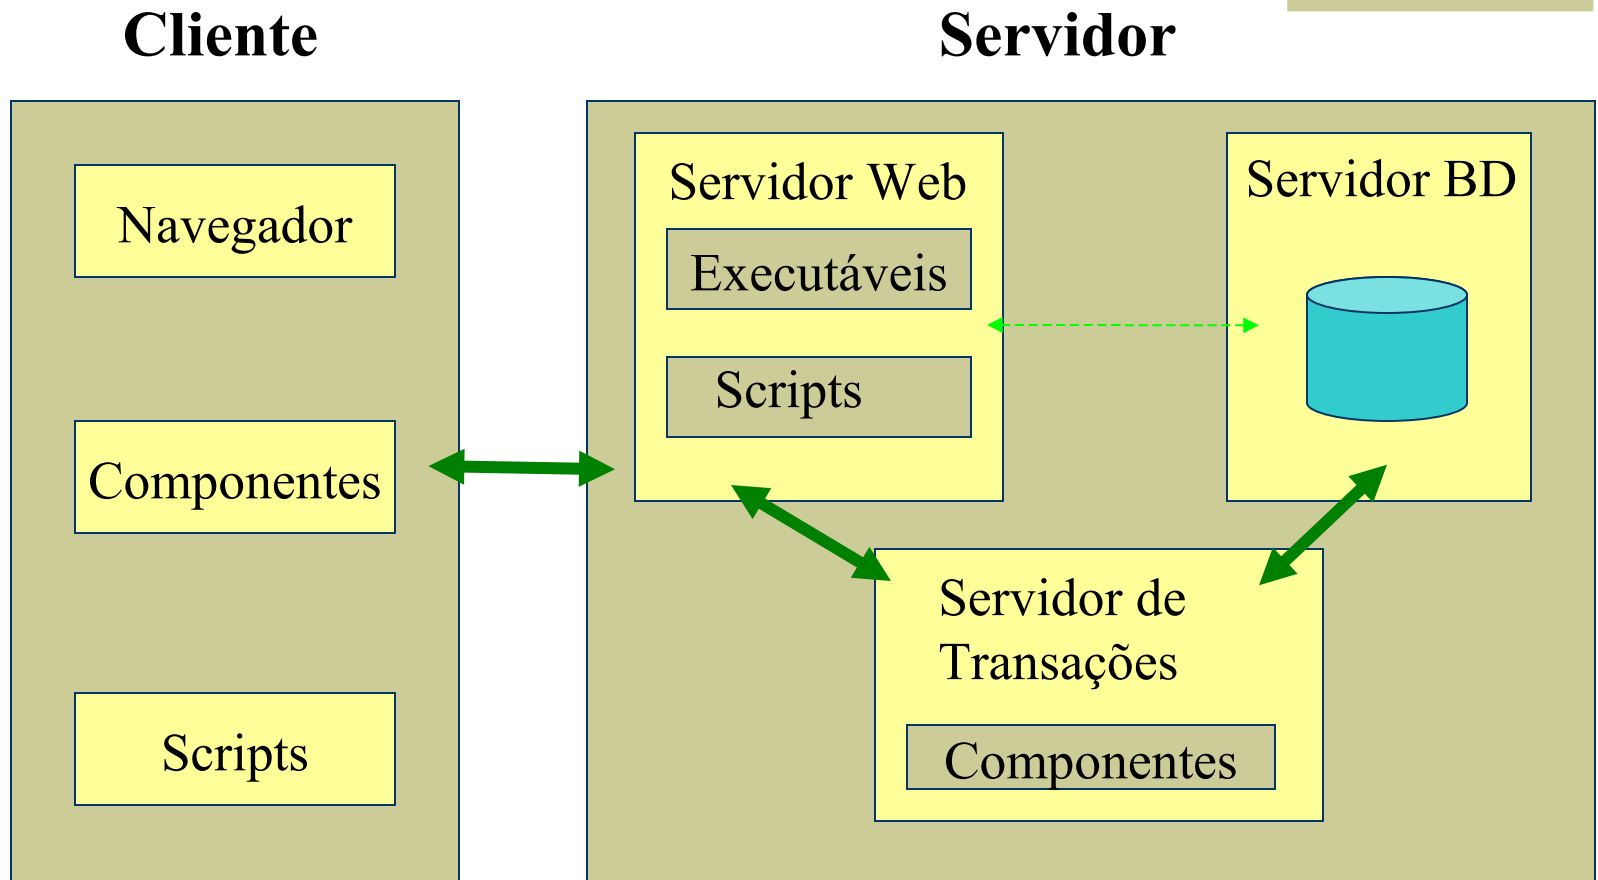 Cliente
Servidor
Navegador
Componentes
Scripts
Servidor Web
Executáveis
Scripts
Servidor BD
Servidor de
Transações
Componentes